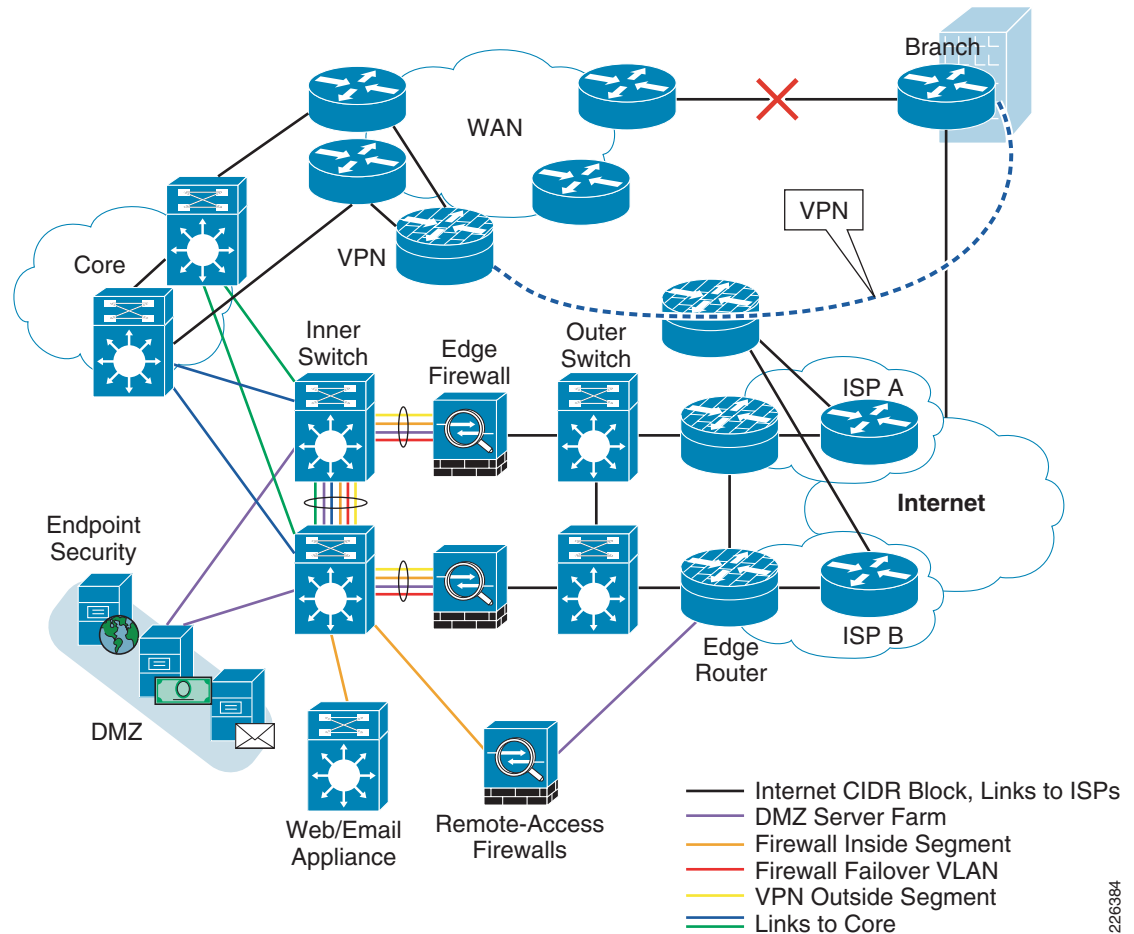 Branch
WAN
VPN
VPN
Core
Inner
Switch
Edge
Firewall
Outer
Switch
ISP A
Internet
Endpoint
Security
ISP B
Edge
Router
DMZ
Web/Email
Appliance
Remote-Access
Firewalls
Internet CIDR Block, Links to ISPs
DMZ Server Farm
Firewall Inside Segment
Firewall Failover VLAN
VPN Outside Segment
Links to Core
226384